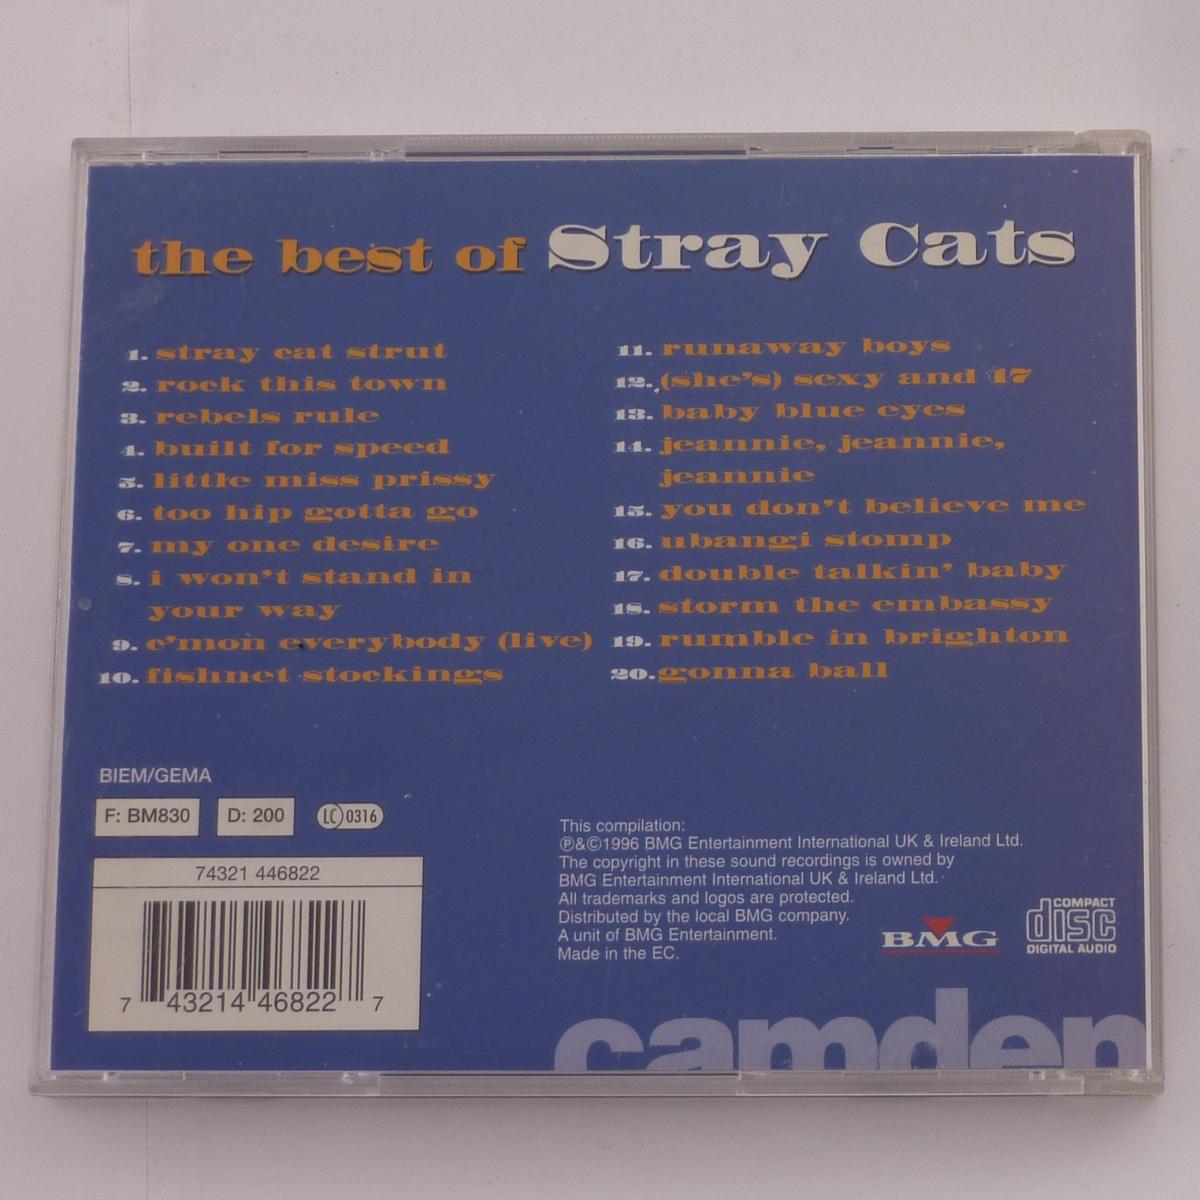 the best of Stray Cats
1. stray cat strut
2. rock this town
3. rebels rule
4. built for speed
5. little miss prissy
6. too hip gotta go
7. my one desire
8. i won't stand in
your way
9. c'mon everybody (live)
10. fishnet stockings
11. runaway boys
12. (she's) sexy and 17
13. baby blue eyes
14. jeannie, jeannie,
jeannie
15. you don't believe me
16. ubangi stomp
17. double talkin' baby
18. storm the embassy
19. rumble in brighton
20. gonna ball
BIEM/GEMA
F: BM830 D: 200 LC 0316
74321 446822
7 43214 46822 7
This compilation:
℗&©1996 BMG Entertainment International UK & Ireland Ltd.
The copyright in these sound recordings is owned by
BMG Entertainment International UK & Ireland Ltd.
All trademarks and logos are protected.
Distributed by the local BMG company.
A unit of BMG Entertainment.
Made in the EC.
BMG
COMPACT
disc
DIGITAL AUDIO
camden